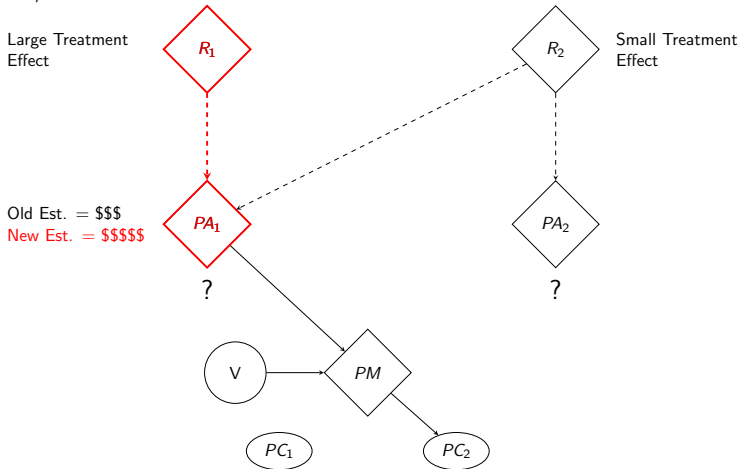 Large Treatment
Effect
R₁
R₂
Small Treatment
Effect
Old Est. = $$$
New Est. = $$$$$
PA₁
PA₂
?
?
V
PM
PC₁
PC₂